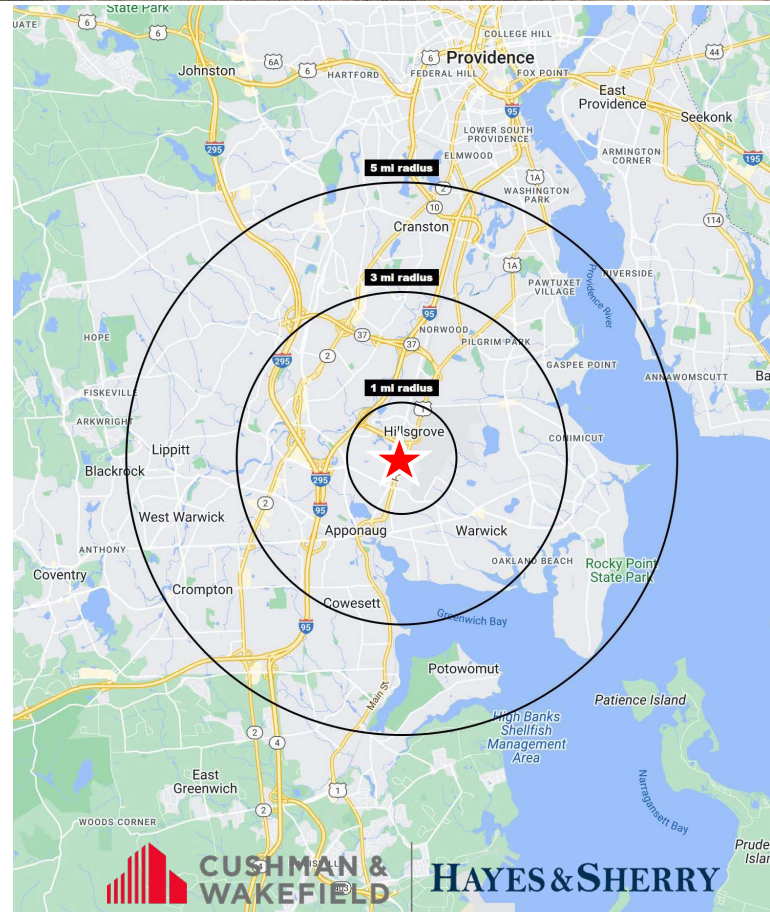 State Park
UATE
6
6
COLLEGE HILL
6A
6
6
Providence
44
Johnston
HARTFORD
FEDERAL HILL
FOX POINT
East
Providence
95
Seekonk
LOWER SOUTH
PROVIDENCE
295
ELMWOOD
ARMINGTON
CORNER
195
5 mi radius
2
1A
WASHINGTON
PARK
10
Cranston
114
1A
3 mi radius
RIVERSIDE
Providence River
PAWTUXET
VILLAGE
95
NORWOOD
HOPE
37
37
PILGRIM PARK
2
295
GASPEE POINT
ANNAWOMSCUTT
Ba
1 mi radius
FISKEVILLE
1
ARKWRIGHT
Hillsgrove
CONIMICUT
Lippitt
Blackrock
295
2
95
West Warwick
Apponaug
Warwick
ANTHONY
OAKLAND BEACH
Rocky Point
State Park
Coventry
Crompton
Cowesett
Greenwich Bay
95
Potowomut
Main St
Patience Island
High Banks
Shellfish
Management
Area
2
4
East
Greenwich
1
Narragansett Bay
2
WOODS CORNER
Prude
Islan
4
403
CUSHMAN &
WAKEFIELD
HAYES & SHERRY